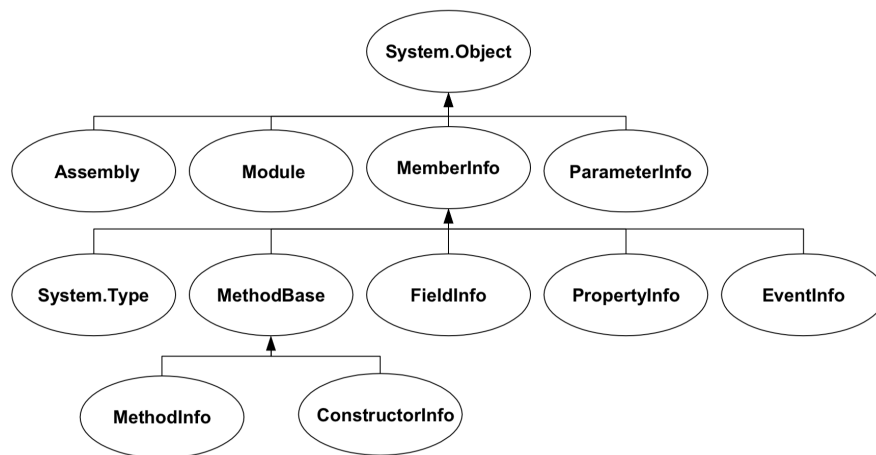 System.Object
Assembly
Module
MemberInfo
ParameterInfo
System.Type
MethodBase
FieldInfo
PropertyInfo
EventInfo
MethodInfo
ConstructorInfo